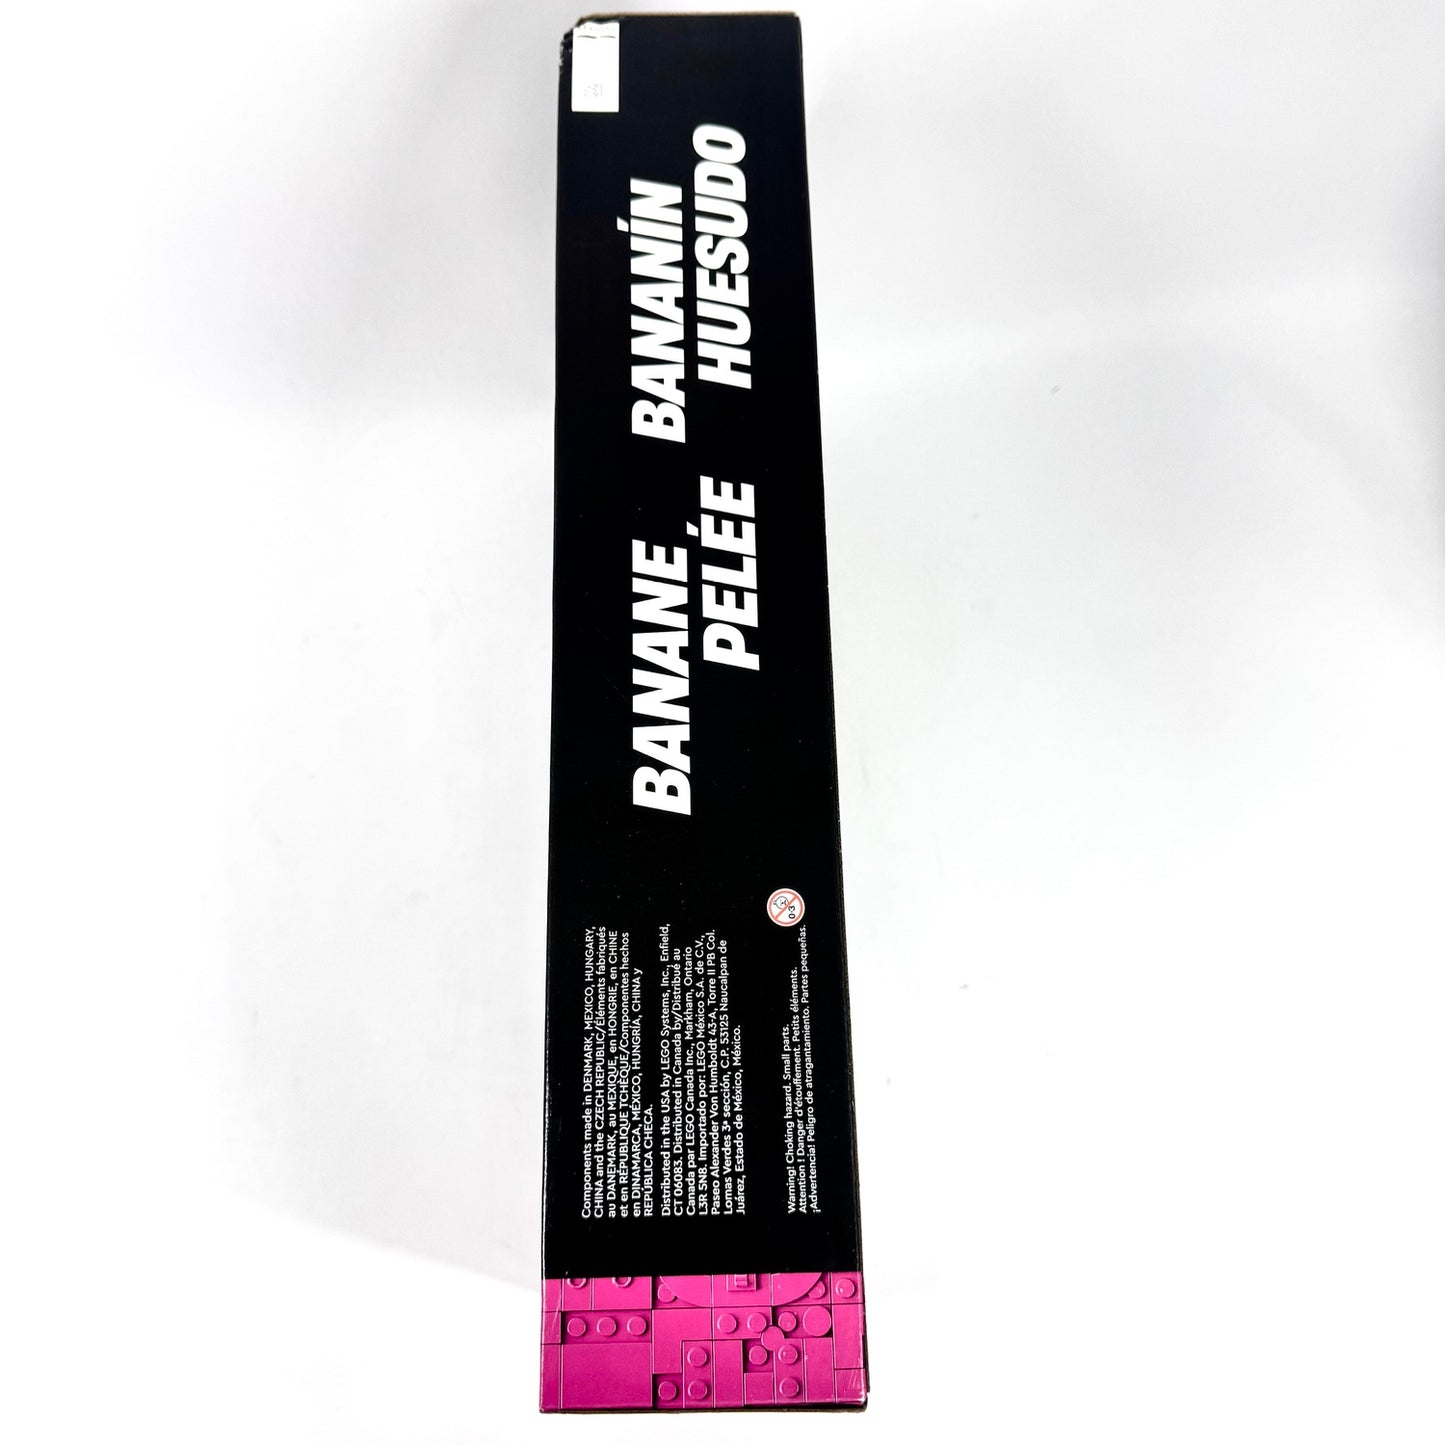 BANANE
PELÉE
BANANÍN
HUESUDO
Components made in DENMARK, MEXICO, HUNGARY,
CHINA and the CZECH REPUBLIC/Éléments fabriqués
au DANEMARK, au MEXIQUE, en HONGRIE, en CHINE
et en RÉPUBLIQUE TCHÈQUE/Componentes hechos
en DINAMARCA, MÉXICO, HUNGRÍA, CHINA y
REPÚBLICA CHECA.
Distributed in the USA by LEGO Systems, Inc., Enfield,
CT 06083. Distributed in Canada by/Distribué au
Canada par LEGO Canada Inc., Markham, Ontario
L3R 5N8. Importado por: LEGO México S.A. de C.V.,
Paseo Alexander Von Humboldt 43-A, Torre II PB Col.
Lomas Verdes 3ª sección, C.P. 53125 Naucalpan de
Juárez, Estado de México, México.
0-3
Warning! Choking hazard. Small parts.
Attention ! Danger d'étouffement. Petits éléments.
¡Advertencia! Peligro de atragantamiento. Partes pequeñas.